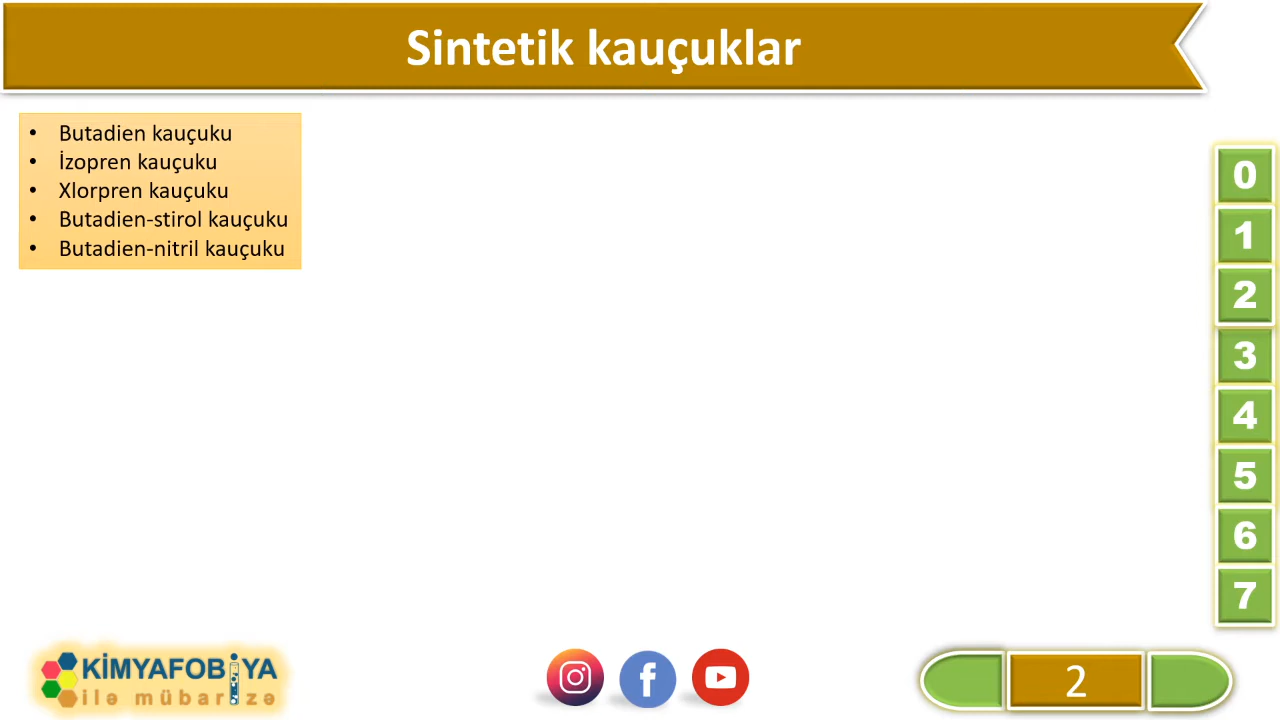 Sintetik kauçuklar
• Butadien kauçuku
• İzopren kauçuku
• Xlorpren kauçuku
• Butadien-stirol kauçuku
• Butadien-nitril kauçuku
0
1
2
3
4
5
6
7
KİMYAFOBİYA
ilə mübarizə
2